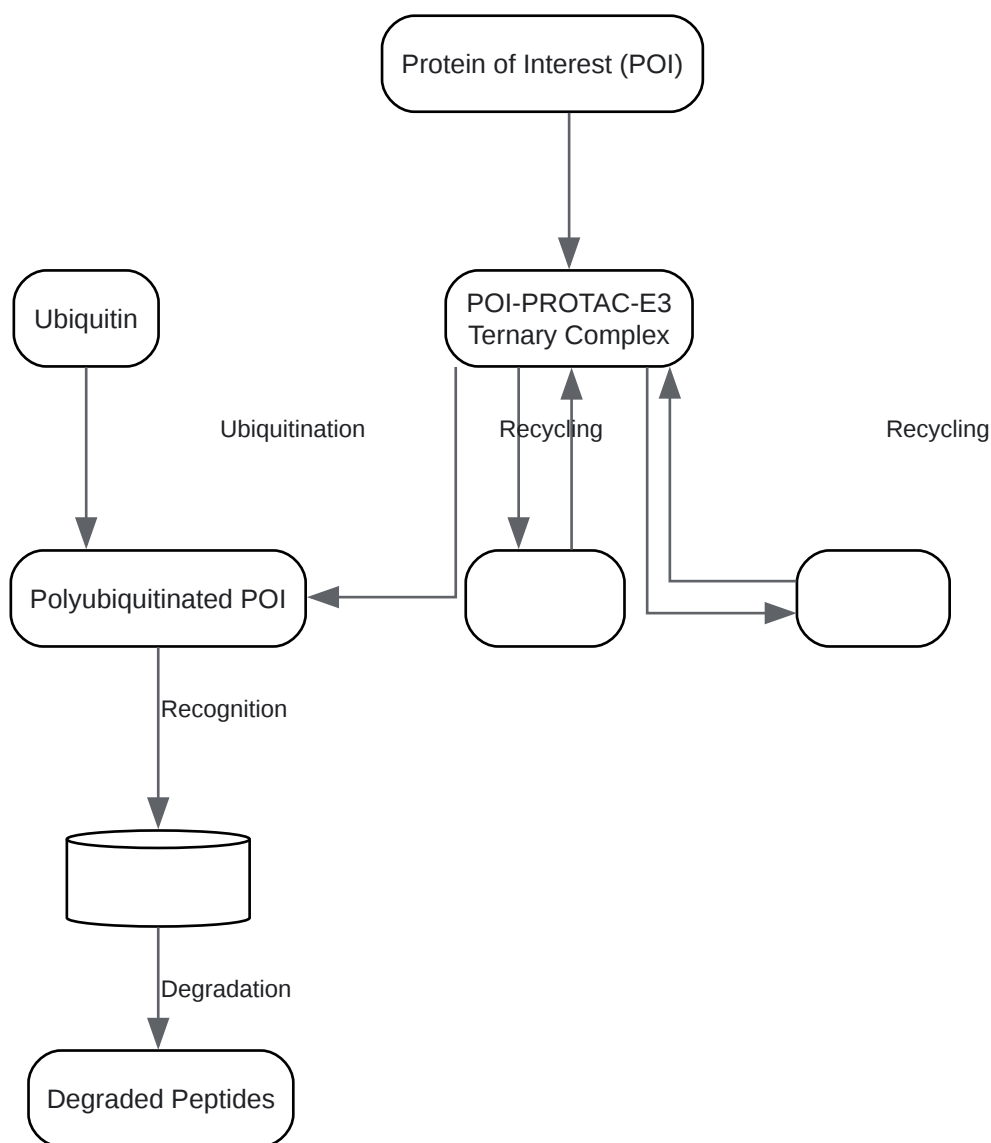 Protein of Interest (POI)
POI-PROTAC-E3
Ternary Complex
Ubiquitin
Ubiquitination
Recycling
Recycling
Polyubiquitinated POI
Recognition
Degradation
Degraded Peptides